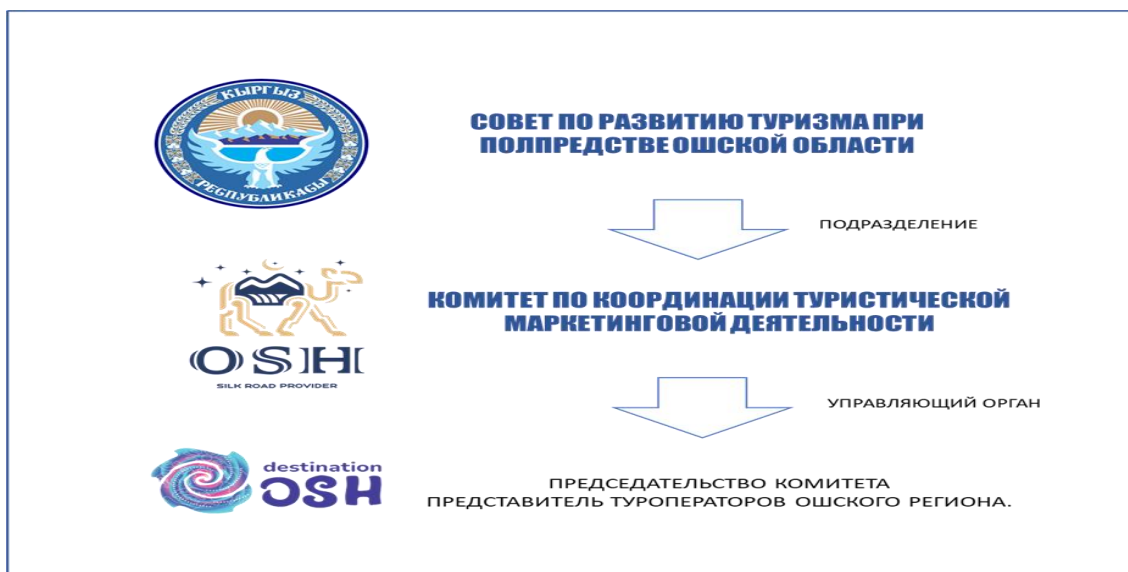 КЫРГЫЗ
РЕСПУБЛИКАСЫ
СОВЕТ ПО РАЗВИТИЮ ТУРИЗМА ПРИ
ПОЛПРЕДСТВЕ ОШСКОЙ ОБЛАСТИ
ПОДРАЗДЕЛЕНИЕ
OSH
SILK ROAD PROVIDER
КОМИТЕТ ПО КООРДИНАЦИИ ТУРИСТИЧЕСКОЙ
МАРКЕТИНГОВОЙ ДЕЯТЕЛЬНОСТИ
УПРАВЛЯЮЩИЙ ОРГАН
destination
OSH
ПРЕДСЕДАТЕЛЬСТВО КОМИТЕТА
ПРЕДСТАВИТЕЛЬ ТУРОПЕРАТОРОВ ОШСКОГО РЕГИОНА.